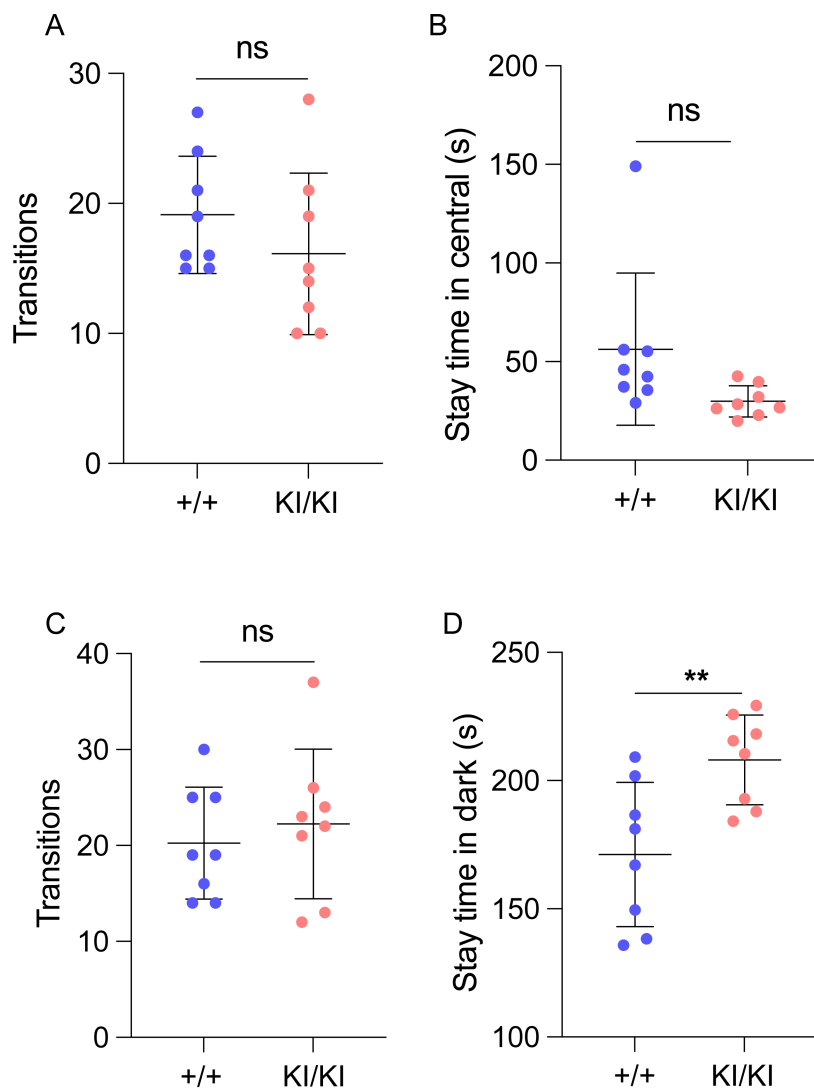 A
ns
30
20
10
0
Transitions
+/+ KI/KI
B
ns
200
150
100
50
0
Stay time in central (s)
+/+ KI/KI
C
ns
40
30
20
10
0
Transitions
+/+ KI/KI
D
**
250
200
150
100
Stay time in dark (s)
+/+ KI/KI